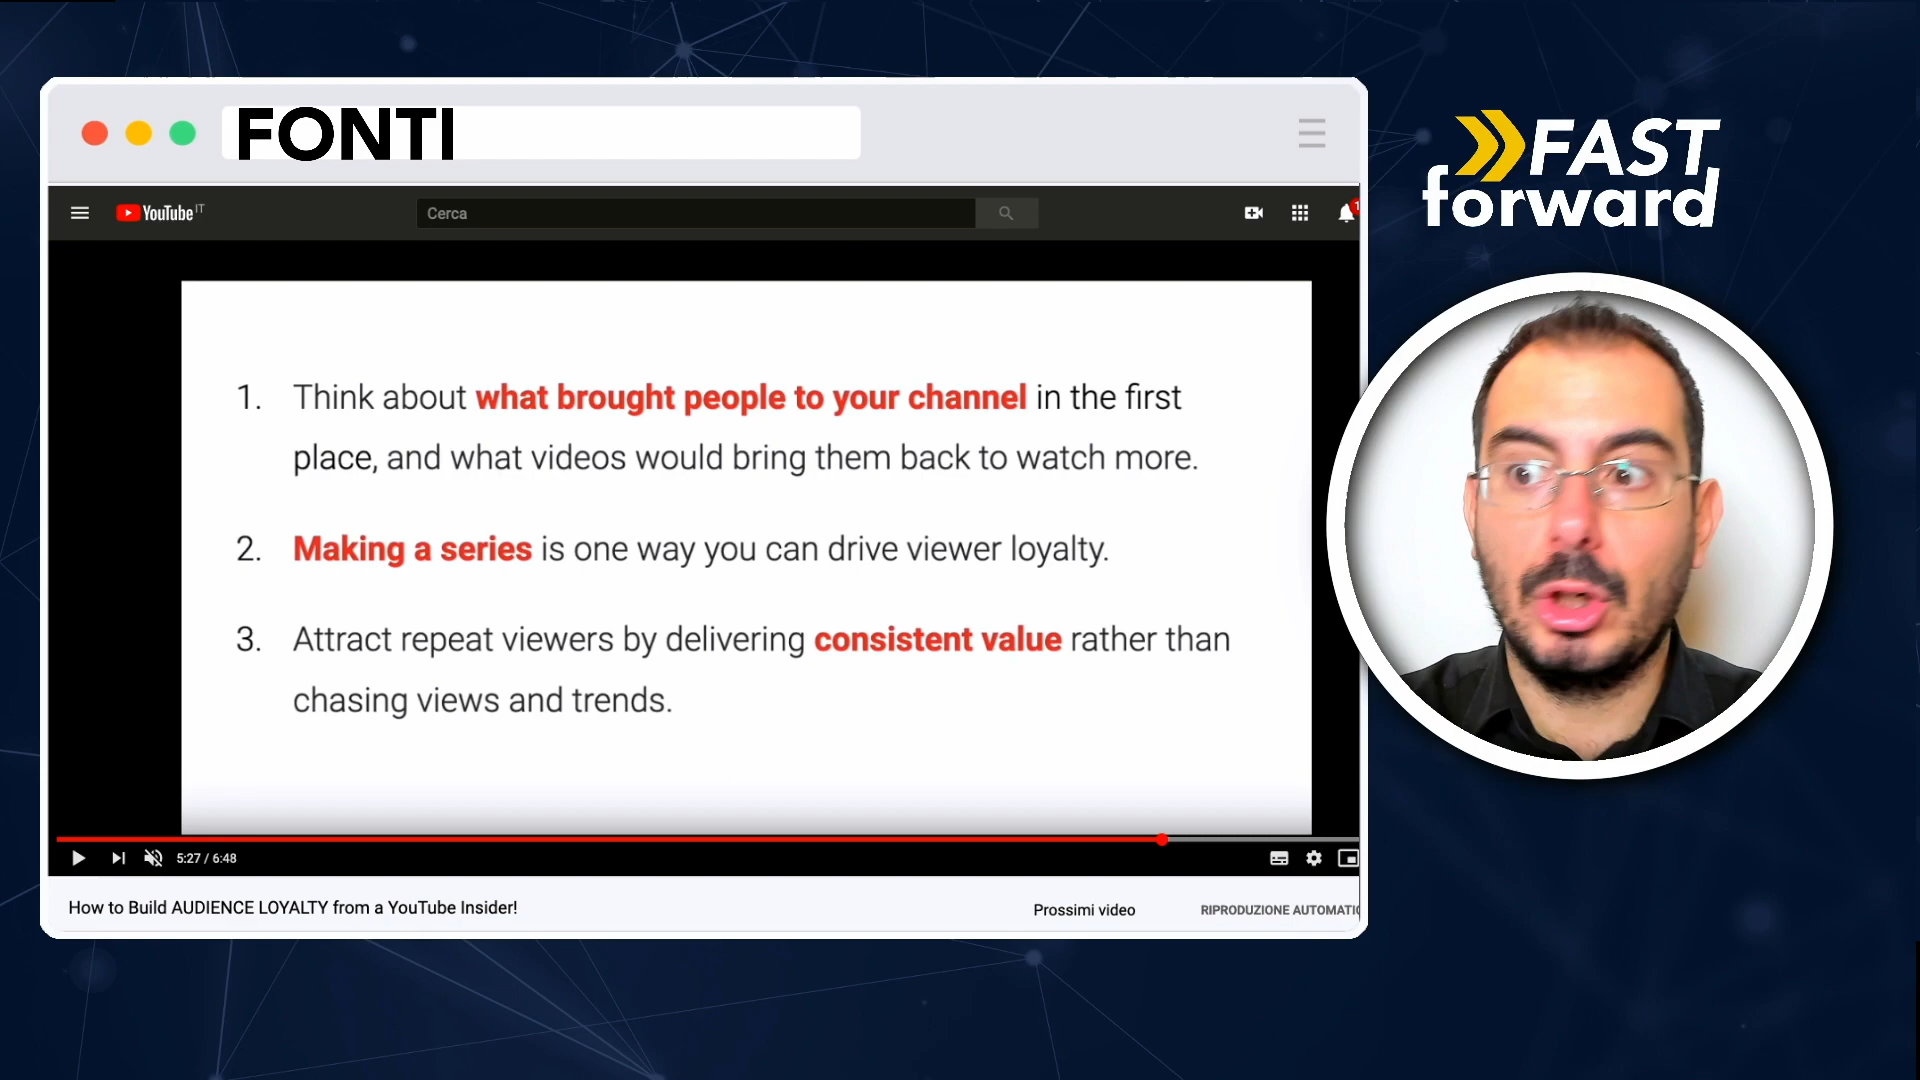 FONTI
FAST
forward
YouTube IT
Cerca
1
1. Think about what brought people to your channel in the first
place, and what videos would bring them back to watch more.
2. Making a series is one way you can drive viewer loyalty.
3. Attract repeat viewers by delivering consistent value rather than
chasing views and trends.
5:27 / 6:48
How to Build AUDIENCE LOYALTY from a YouTube Insider!
Prossimi video
RIPRODUZIONE AUTOMATIC